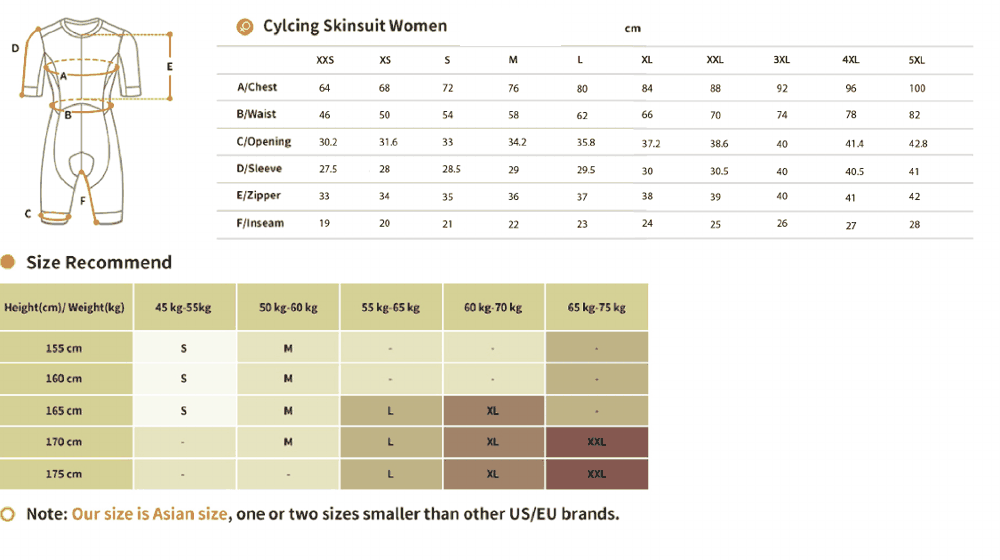 Cylcing Skinsuit Women cm
XXS XS S M L XL XXL 3XL 4XL 5XL
A/Chest 64 68 72 76 80 84 88 92 96 100
B/Waist 46 50 54 58 62 66 70 74 78 82
C/Opening 30.2 31.6 33 34.2 35.8 37.2 38.6 40 41.4 42.8
D/Sleeve 27.5 28 28.5 29 29.5 30 30.5 40 40.5 41
E/Zipper 33 34 35 36 37 38 39 40 41 42
F/Inseam 19 20 21 22 23 24 25 26 27 28
D
A
E
B
F
C
Size Recommend
Height(cm)/ Weight(kg) 45 kg-55kg 50 kg-60 kg 55 kg-65 kg 60 kg-70 kg 65 kg-75 kg
155 cm S M - - -
160 cm S M - - -
165 cm S M L XL -
170 cm - M L XL XXL
175 cm - - L XL XXL
Note: Our size is Asian size, one or two sizes smaller than other US/EU brands.